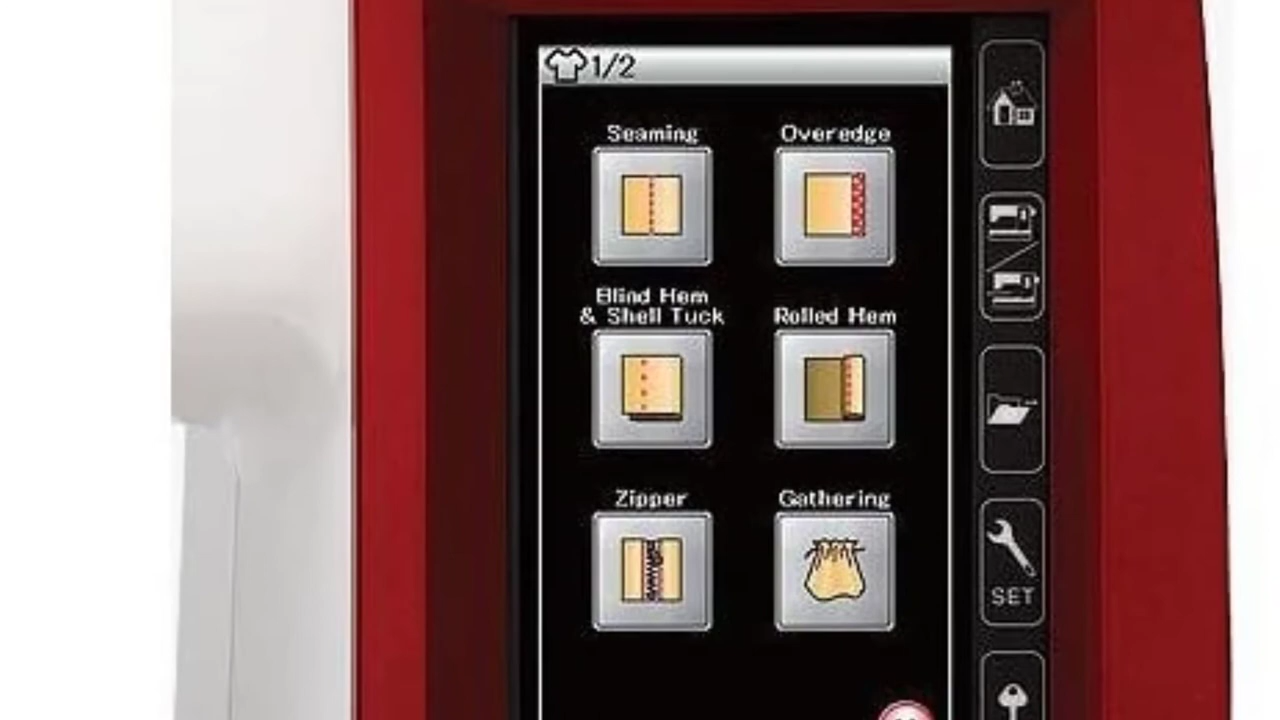 1/2
Seaming
Overedge
Blind Hem
& Shell Tuck
Rolled Hem
Zipper
Gathering
SET